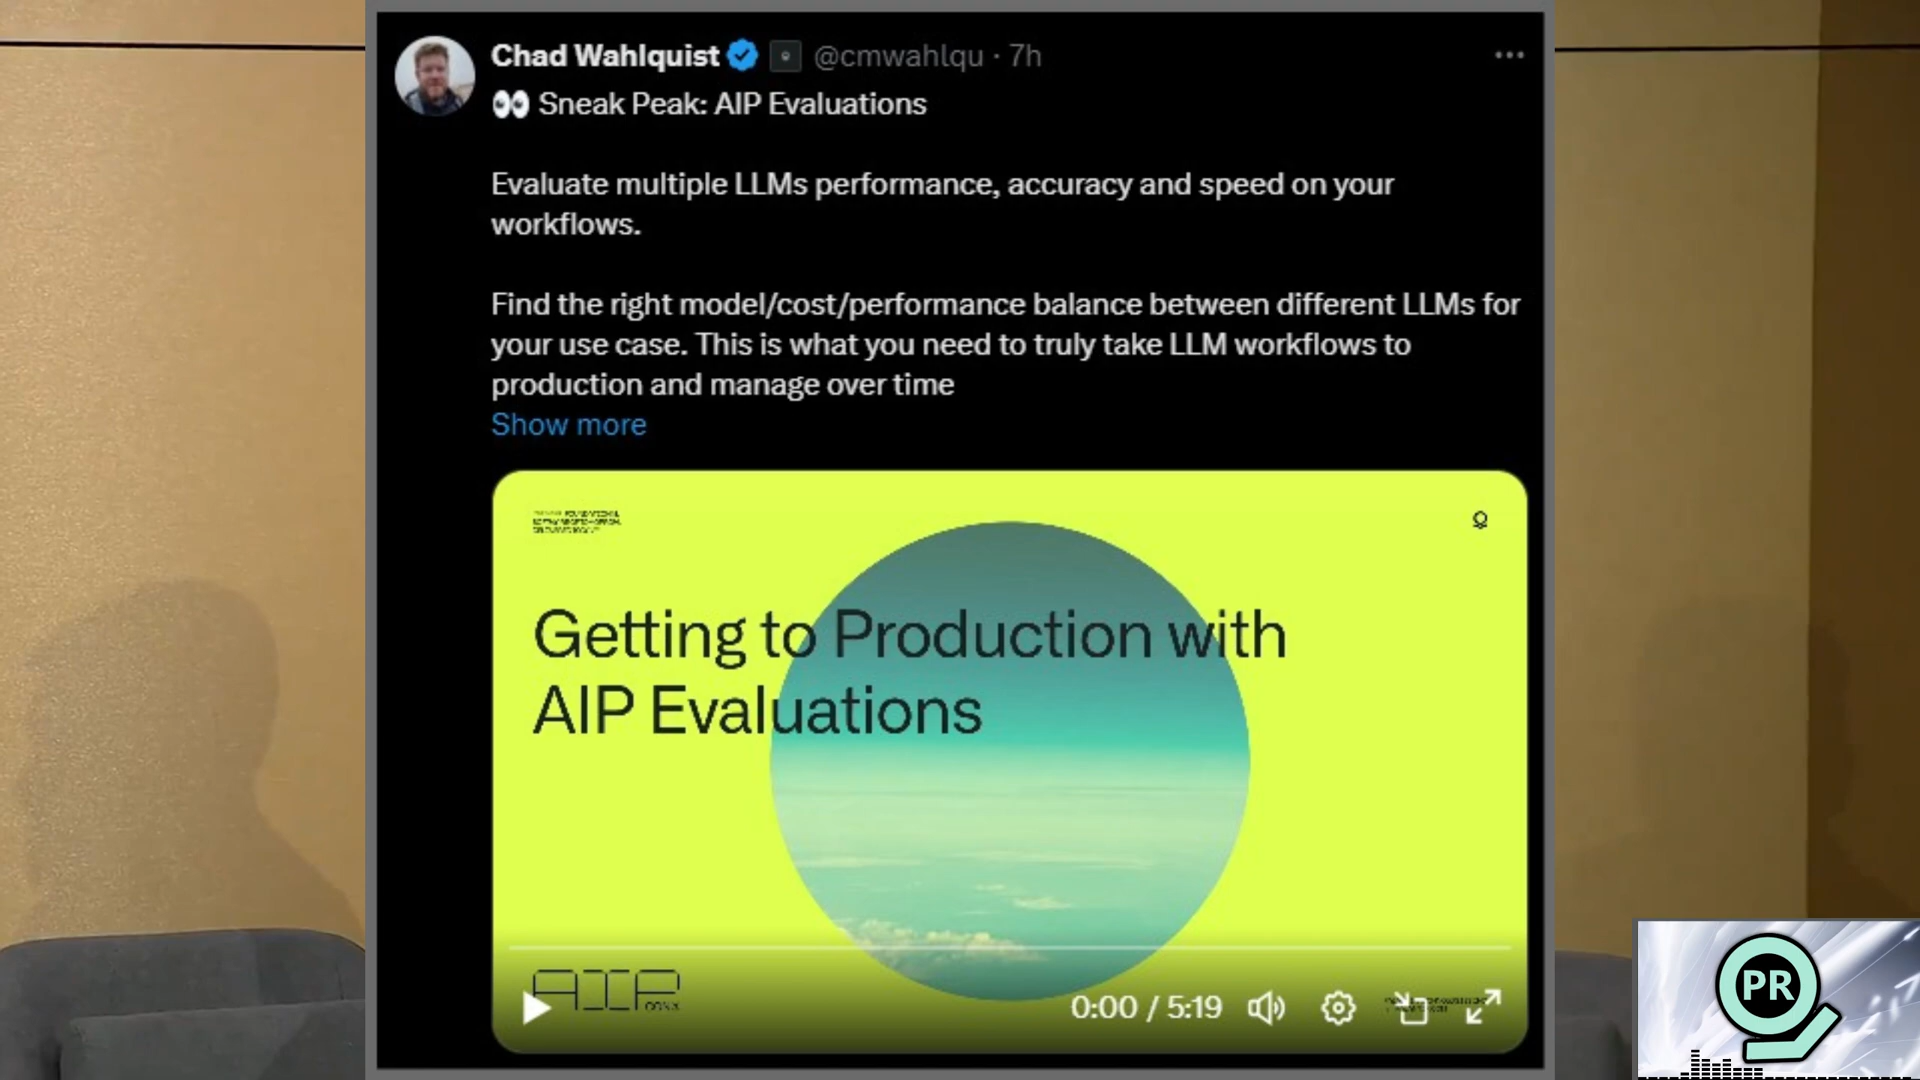 Chad Wahlquist @cmwahlqu · 7h
👀 Sneak Peak: AIP Evaluations
Evaluate multiple LLMs performance, accuracy and speed on your
workflows.
Find the right model/cost/performance balance between different LLMs for
your use case. This is what you need to truly take LLM workflows to
production and manage over time
Show more
Getting to Production with
AIP Evaluations
AIP
0:00 / 5:19
PR